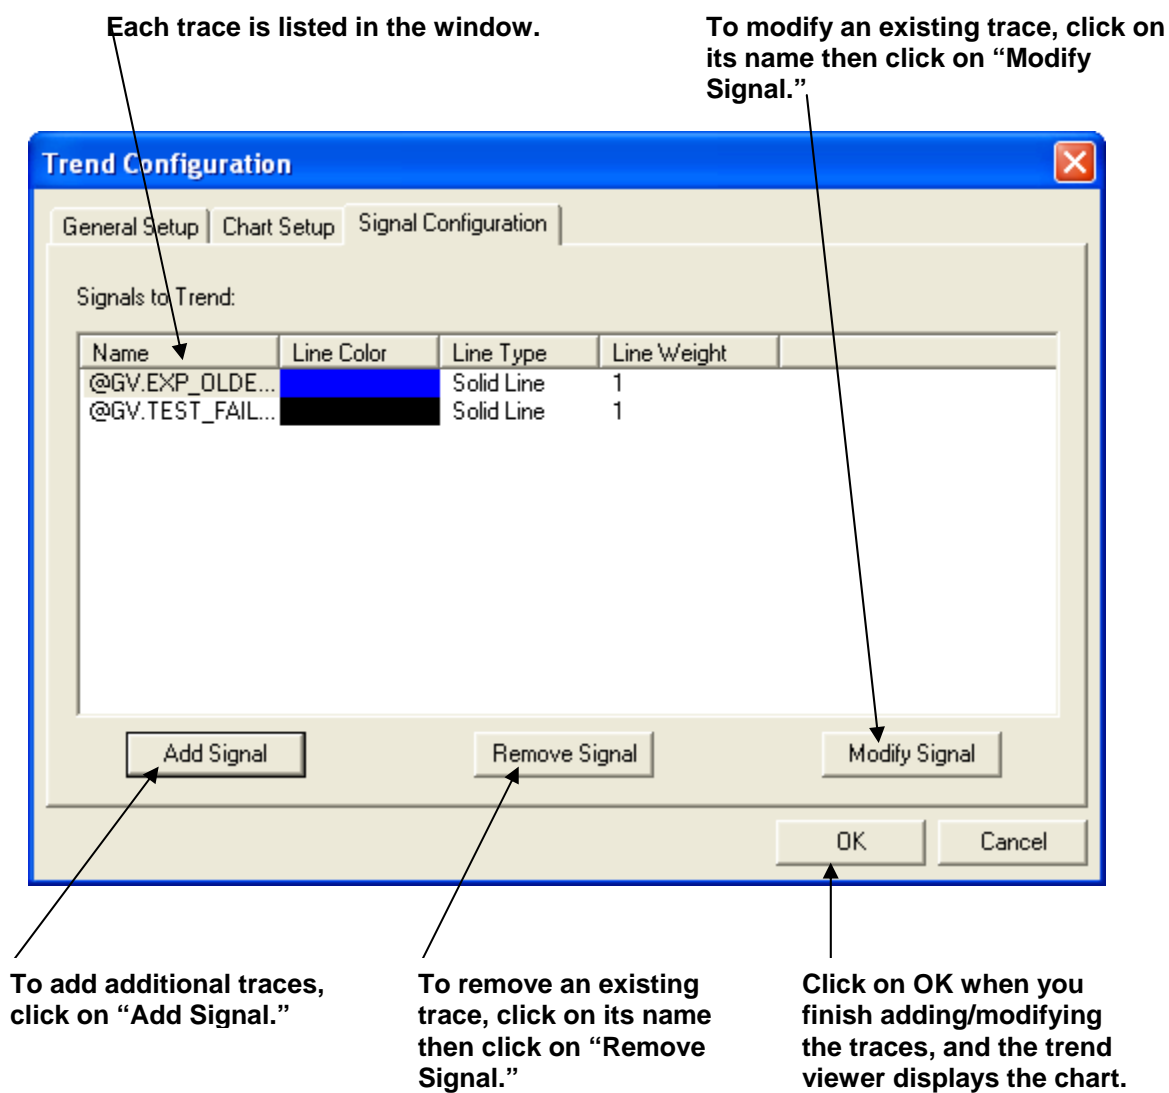 Each trace is listed in the window.
To modify an existing trace, click on
its name then click on “Modify
Signal.”
Trend Configuration
General Setup
Chart Setup
Signal Configuration
Signals to Trend:
Name
Line Color
Line Type
Line Weight
@GV.EXP_OLDE...
Solid Line
1
@GV.TEST_FAIL...
Solid Line
1
Add Signal
Remove Signal
Modify Signal
OK
Cancel
To add additional traces,
click on “Add Signal.”
To remove an existing
trace, click on its name
then click on “Remove
Signal.”
Click on OK when you
finish adding/modifying
the traces, and the trend
viewer displays the chart.